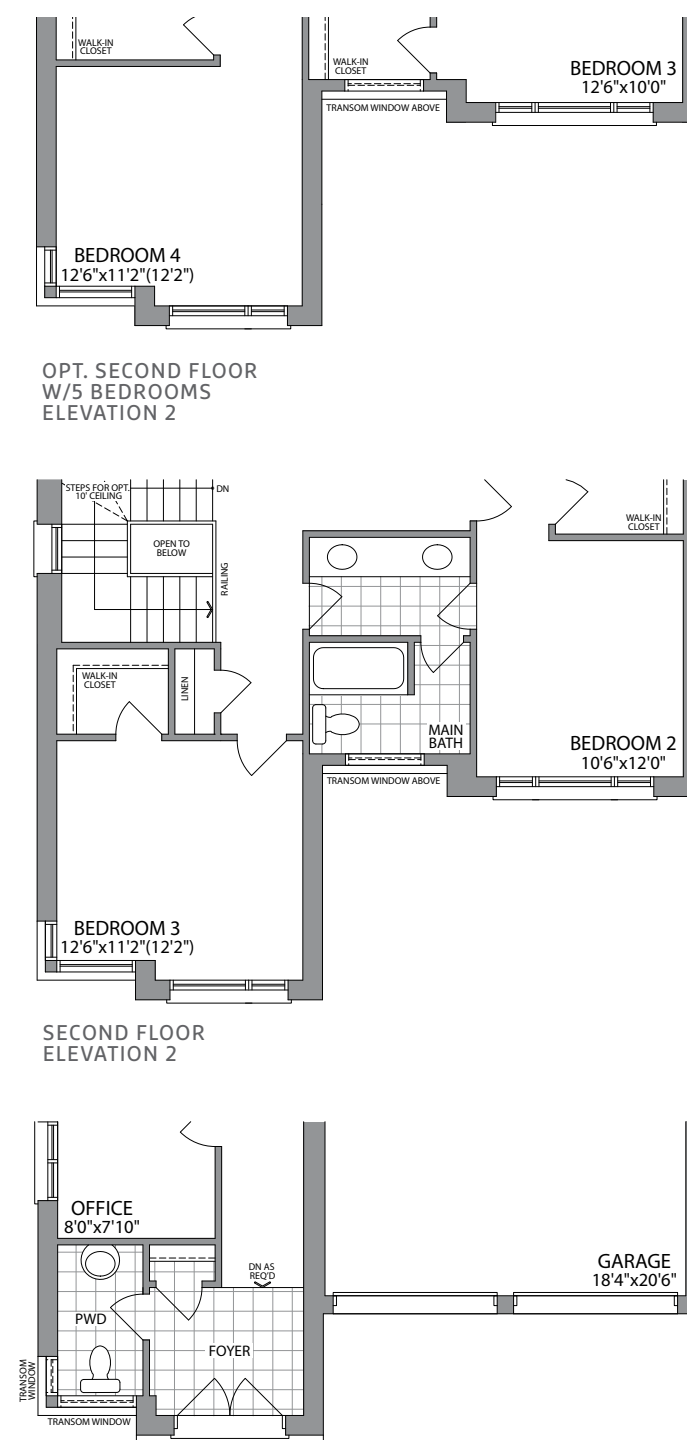 WALK-IN
CLOSET
WALK-IN
CLOSET
BEDROOM 3
12'6"x10'0"
TRANSOM WINDOW ABOVE
BEDROOM 4
12'6"x11'2"(12'2")
OPT. SECOND FLOOR
W/5 BEDROOMS
ELEVATION 2
STEPS FOR OPT.
10' CEILING
DN
OPEN TO
BELOW
RAILING
WALK-IN
CLOSET
WALK-IN
CLOSET
LINEN
MAIN
BATH
BEDROOM 2
10'6"x12'0"
TRANSOM WINDOW ABOVE
BEDROOM 3
12'6"x11'2"(12'2")
SECOND FLOOR
ELEVATION 2
OFFICE
8'0"x7'10"
DN AS
REQ'D
GARAGE
18'4"x20'6"
PWD
FOYER
TRANSOM
WINDOW
TRANSOM WINDOW